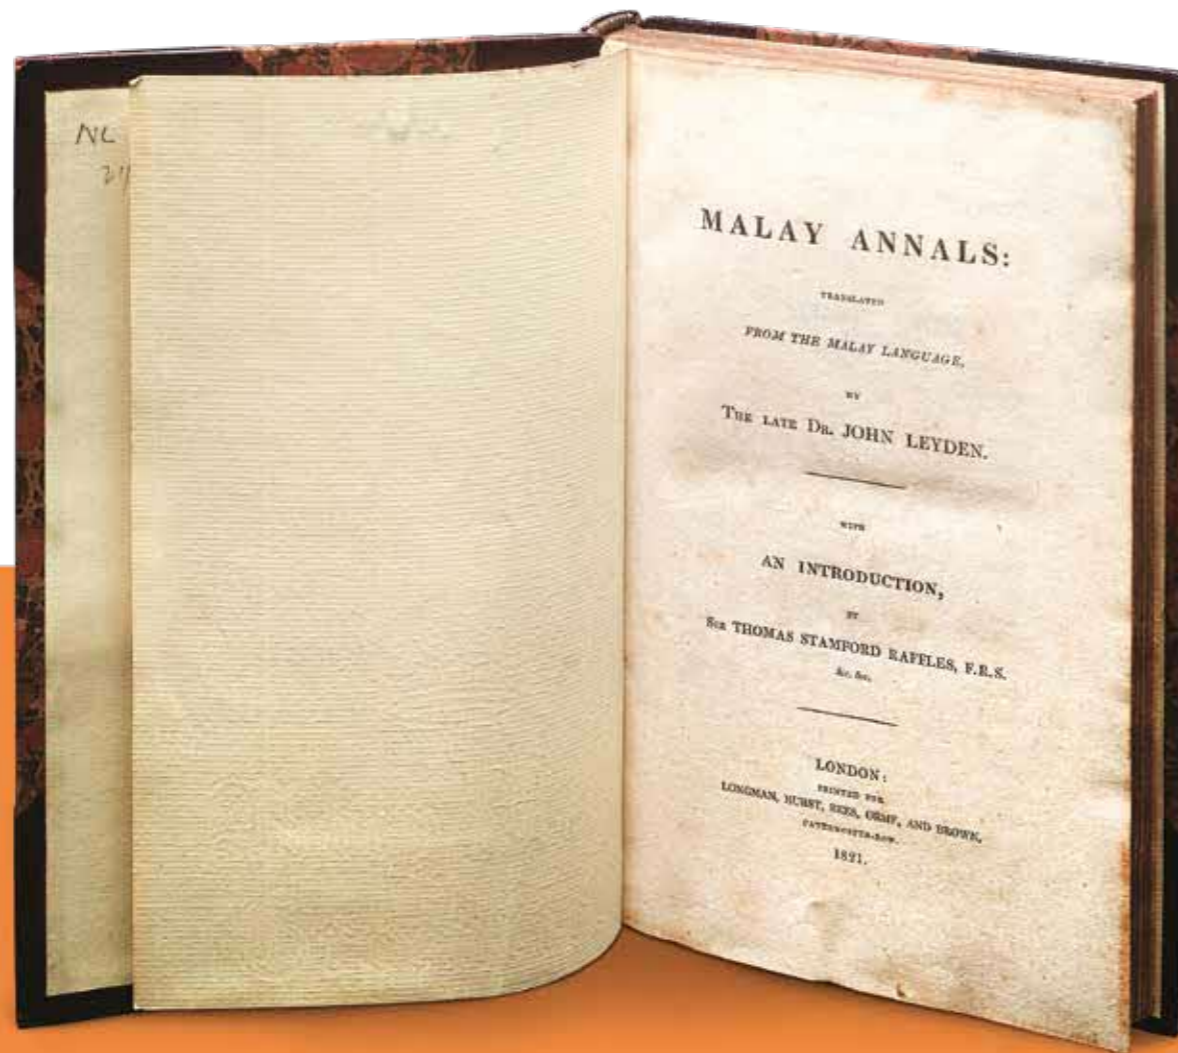 NL
MALAY ANNALS:
TRANSLATED
FROM THE MALAY LANGUAGE,
BY
THE LATE DR. JOHN LEYDEN.
WITH
AN INTRODUCTION,
BY
SIR THOMAS STAMFORD RAFFLES, F.R.S.
&c. &c.
LONDON:
PRINTED FOR
LONGMAN, HURST, REES, ORME, AND BROWN,
PATERNOSTER-ROW.
1821.